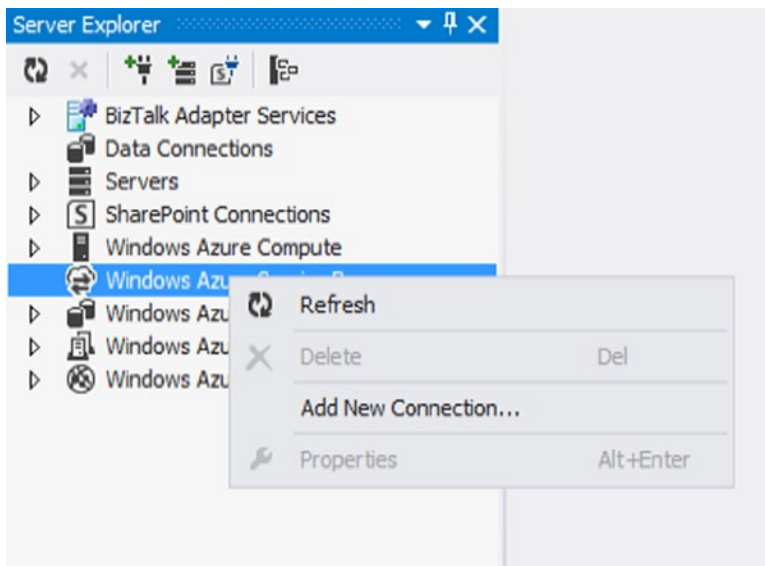 Server Explorer
BizTalk Adapter Services
Data Connections
Servers
SharePoint Connections
Windows Azure Compute
Windows Azu
Windows Azu
Windows Azu
Windows Azu
Refresh
Delete Del
Add New Connection...
Properties Alt+Enter